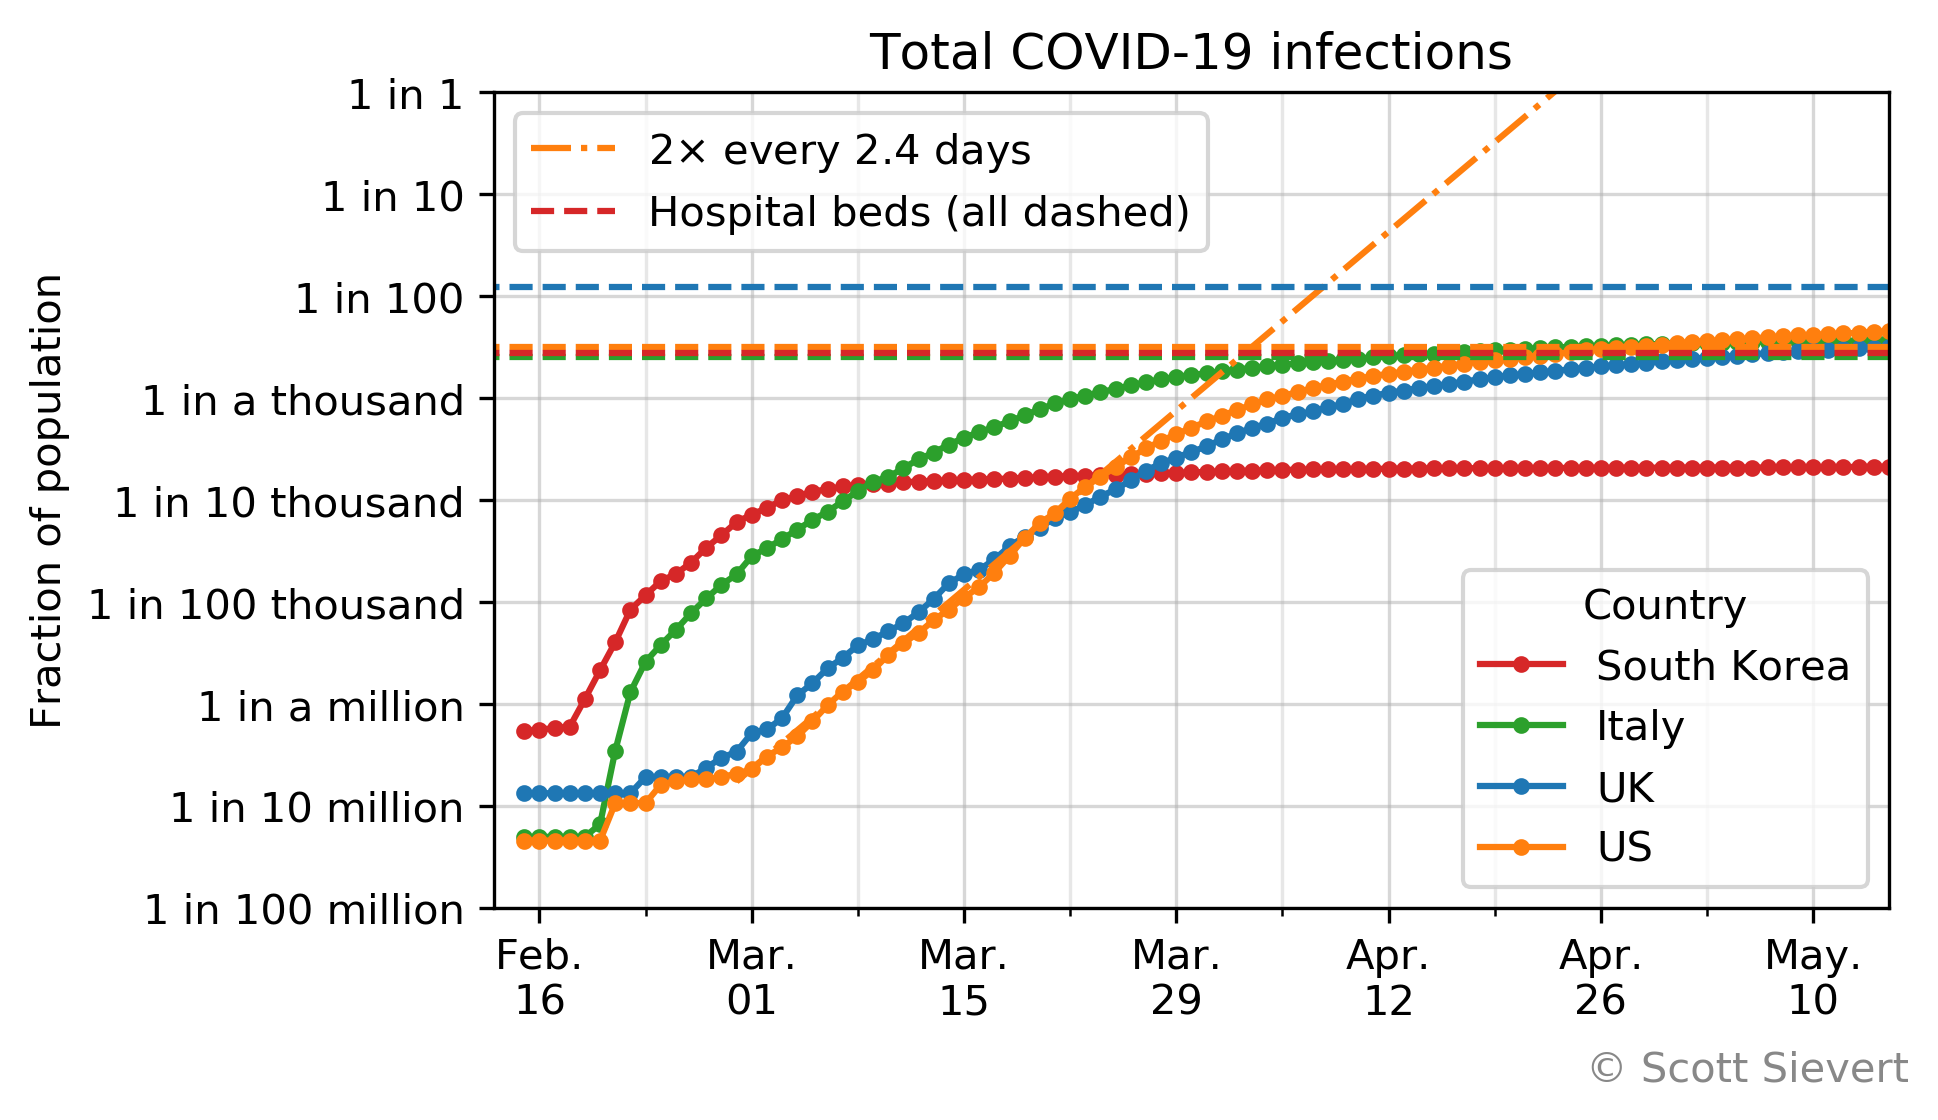 Total COVID-19 infections
1 in 1
1 in 10
1 in 100
1 in a thousand
1 in 10 thousand
1 in 100 thousand
1 in a million
1 in 10 million
1 in 100 million
Fraction of population
2× every 2.4 days
Hospital beds (all dashed)
Country
South Korea
Italy
UK
US
Feb. 16
Mar. 01
Mar. 15
Mar. 29
Apr. 12
Apr. 26
May. 10
© Scott Sievert